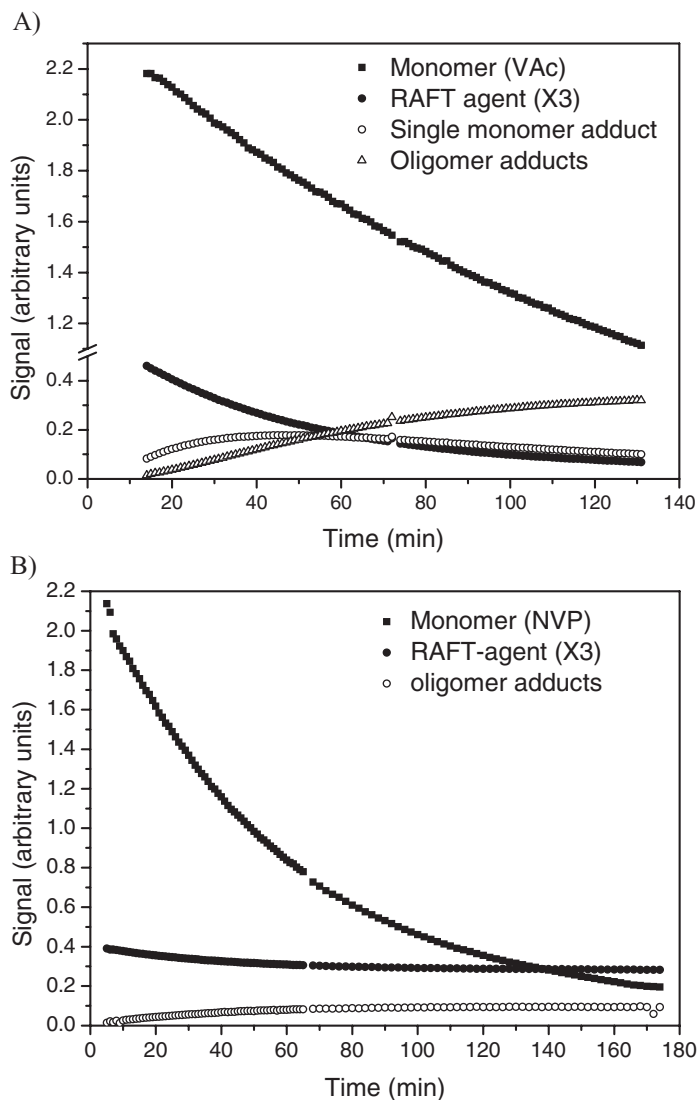 A)
2.2
2.0
1.8
1.6
1.4
1.2
0.4
0.2
0.0
Signal (arbitrary units)
Monomer (VAc)
RAFT agent (X3)
Single monomer adduct
Oligomer adducts
0 20 40 60 80 100 120 140
Time (min)
B)
2.2
2.0
1.8
1.6
1.4
1.2
1.0
0.8
0.6
0.4
0.2
0.0
Signal (arbitrary units)
Monomer (NVP)
RAFT-agent (X3)
oligomer adducts
0 20 40 60 80 100 120 140 160 180
Time (min)